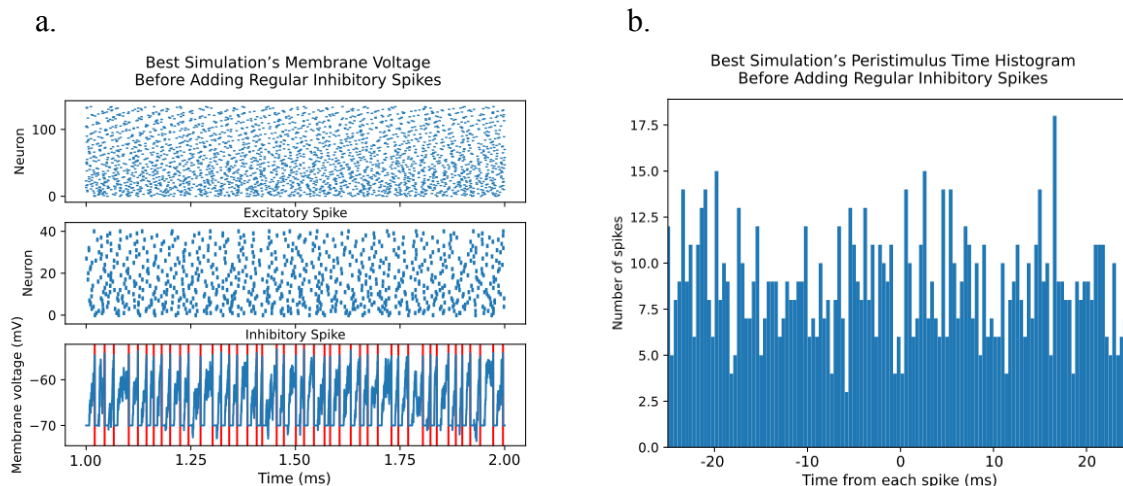 a.
Best Simulation's Membrane Voltage
Before Adding Regular Inhibitory Spikes
Neuron
100
0
Excitatory Spike
Neuron
40
20
0
Inhibitory Spike
Membrane voltage (mV)
−60
−70
1.00 1.25 1.50 1.75 2.00
Time (ms)
b.
Best Simulation's Peristimulus Time Histogram
Before Adding Regular Inhibitory Spikes
Number of spikes
17.5
15.0
12.5
10.0
7.5
5.0
2.5
0.0
-20 -10 0 10 20
Time from each spike (ms)